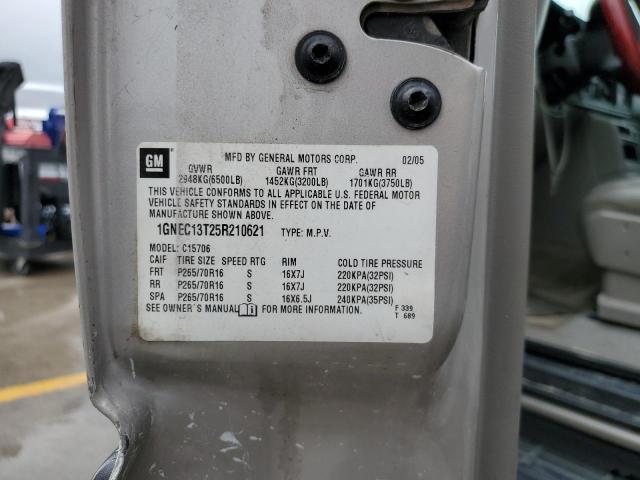 GM
MFD BY GENERAL MOTORS CORP. 02/05
GVWR GAWR FRT GAWR RR
2948KG(6500LB) 1452KG(3200LB) 1701KG(3750LB)
THIS VEHICLE CONFORMS TO ALL APPLICABLE U.S. FEDERAL MOTOR
VEHICLE SAFETY STANDARDS IN EFFECT ON THE DATE OF
MANUFACTURE SHOWN ABOVE.
1GNEC13T25R210621 TYPE: M.P.V.
MODEL: C15706
CAIF TIRE SIZE SPEED RTG RIM COLD TIRE PRESSURE
FRT P265/70R16 S 16X7J 220KPA(32PSI)
RR P265/70R16 S 16X7J 220KPA(32PSI)
SPA P265/70R16 S 16X6.5J 240KPA(35PSI)
SEE OWNER'S MANUAL FOR MORE INFORMATION.
F 339
T 689